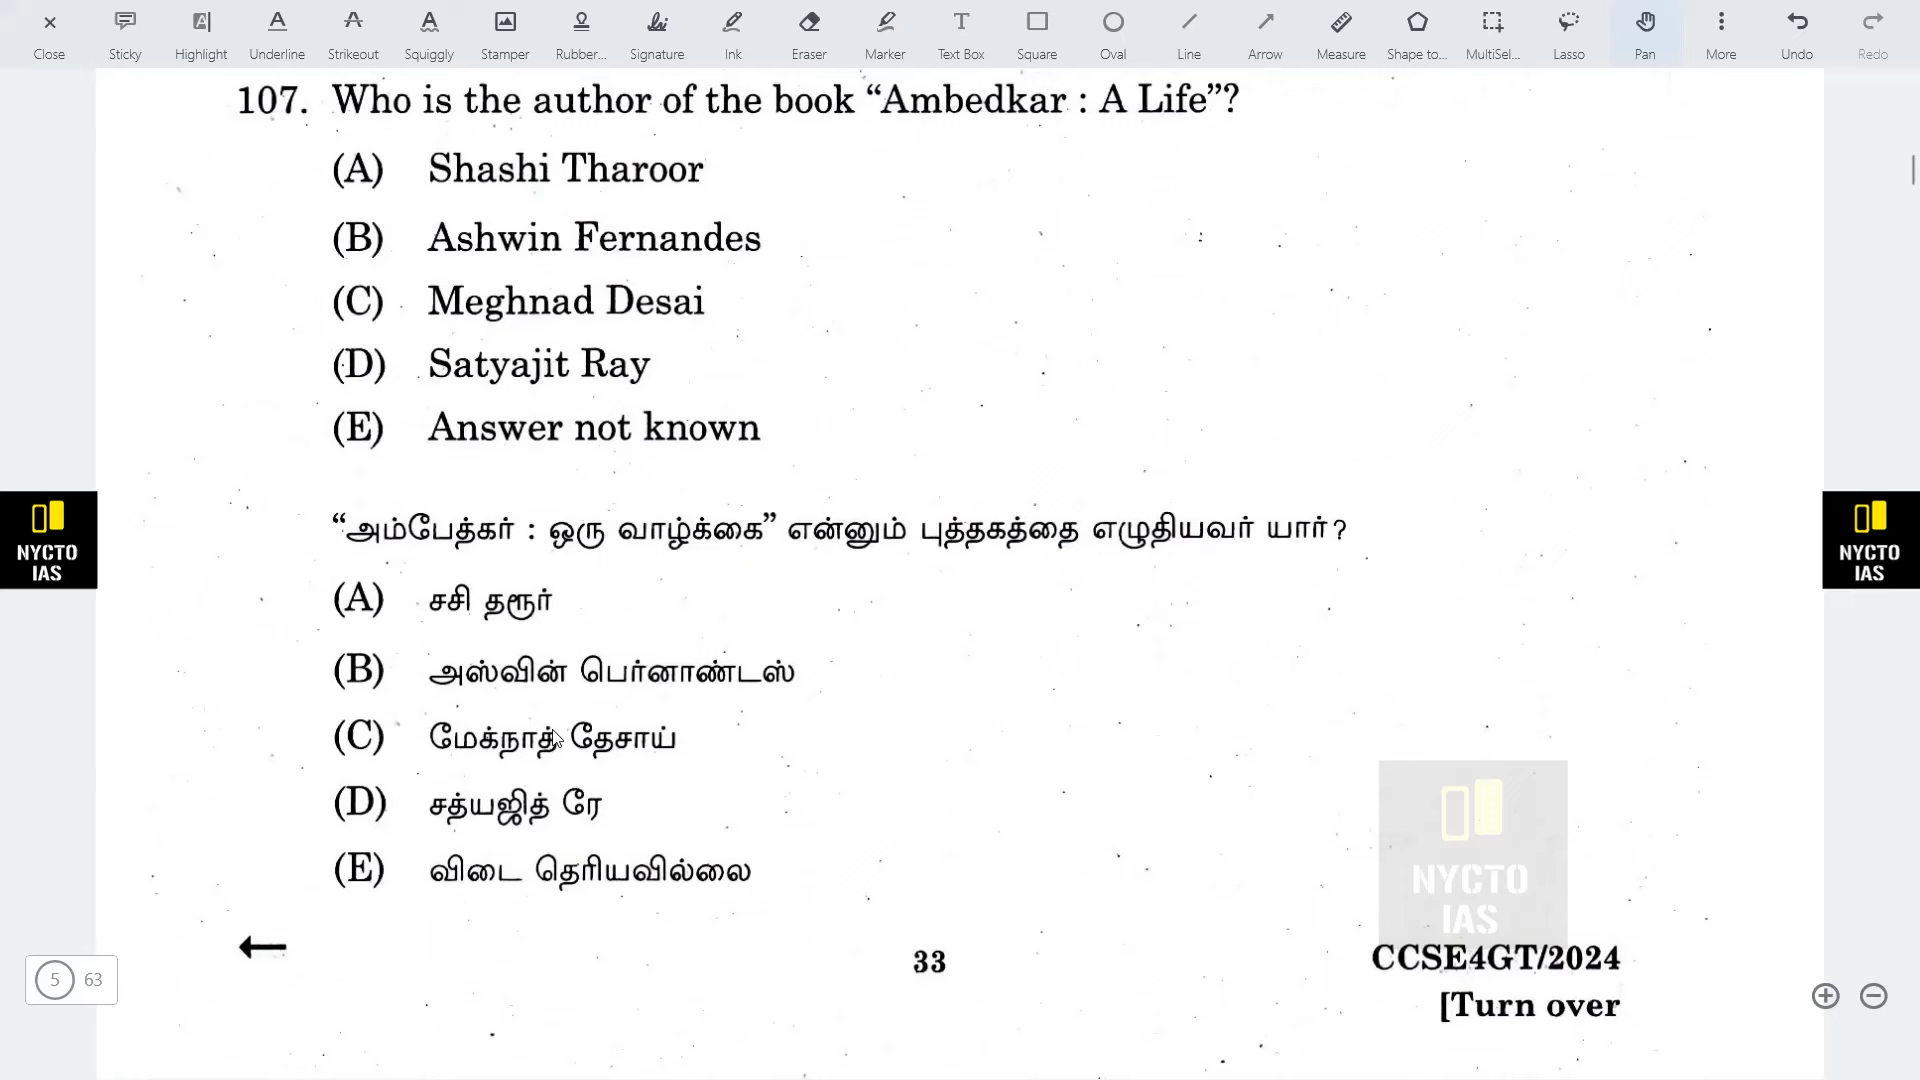 Close Sticky Highlight Underline Strikeout Squiggly Stamper Rubber... Signature Ink Eraser Marker Text Box Square Oval Line Arrow Measure Shape to... MultiSel... Lasso Pan More Undo Redo
107. Who is the author of the book “Ambedkar : A Life”?
(A) Shashi Tharoor
(B) Ashwin Fernandes
(C) Meghnad Desai
(D) Satyajit Ray
(E) Answer not known
“அம்பேத்கர் : ஒரு வாழ்க்கை” என்னும் புத்தகத்தை எழுதியவர் யார்?
(A) சசி தரூர்
(B) அஸ்வின் பெர்னாண்டஸ்
(C) மேக்நாத் தேசாய்
(D) சத்யஜித் ரே
(E) விடை தெரியவில்லை
NYCTO
IAS
NYCTO
IAS
NYCTO
IAS
33
CCSE4GT/2024
[Turn over
5 63